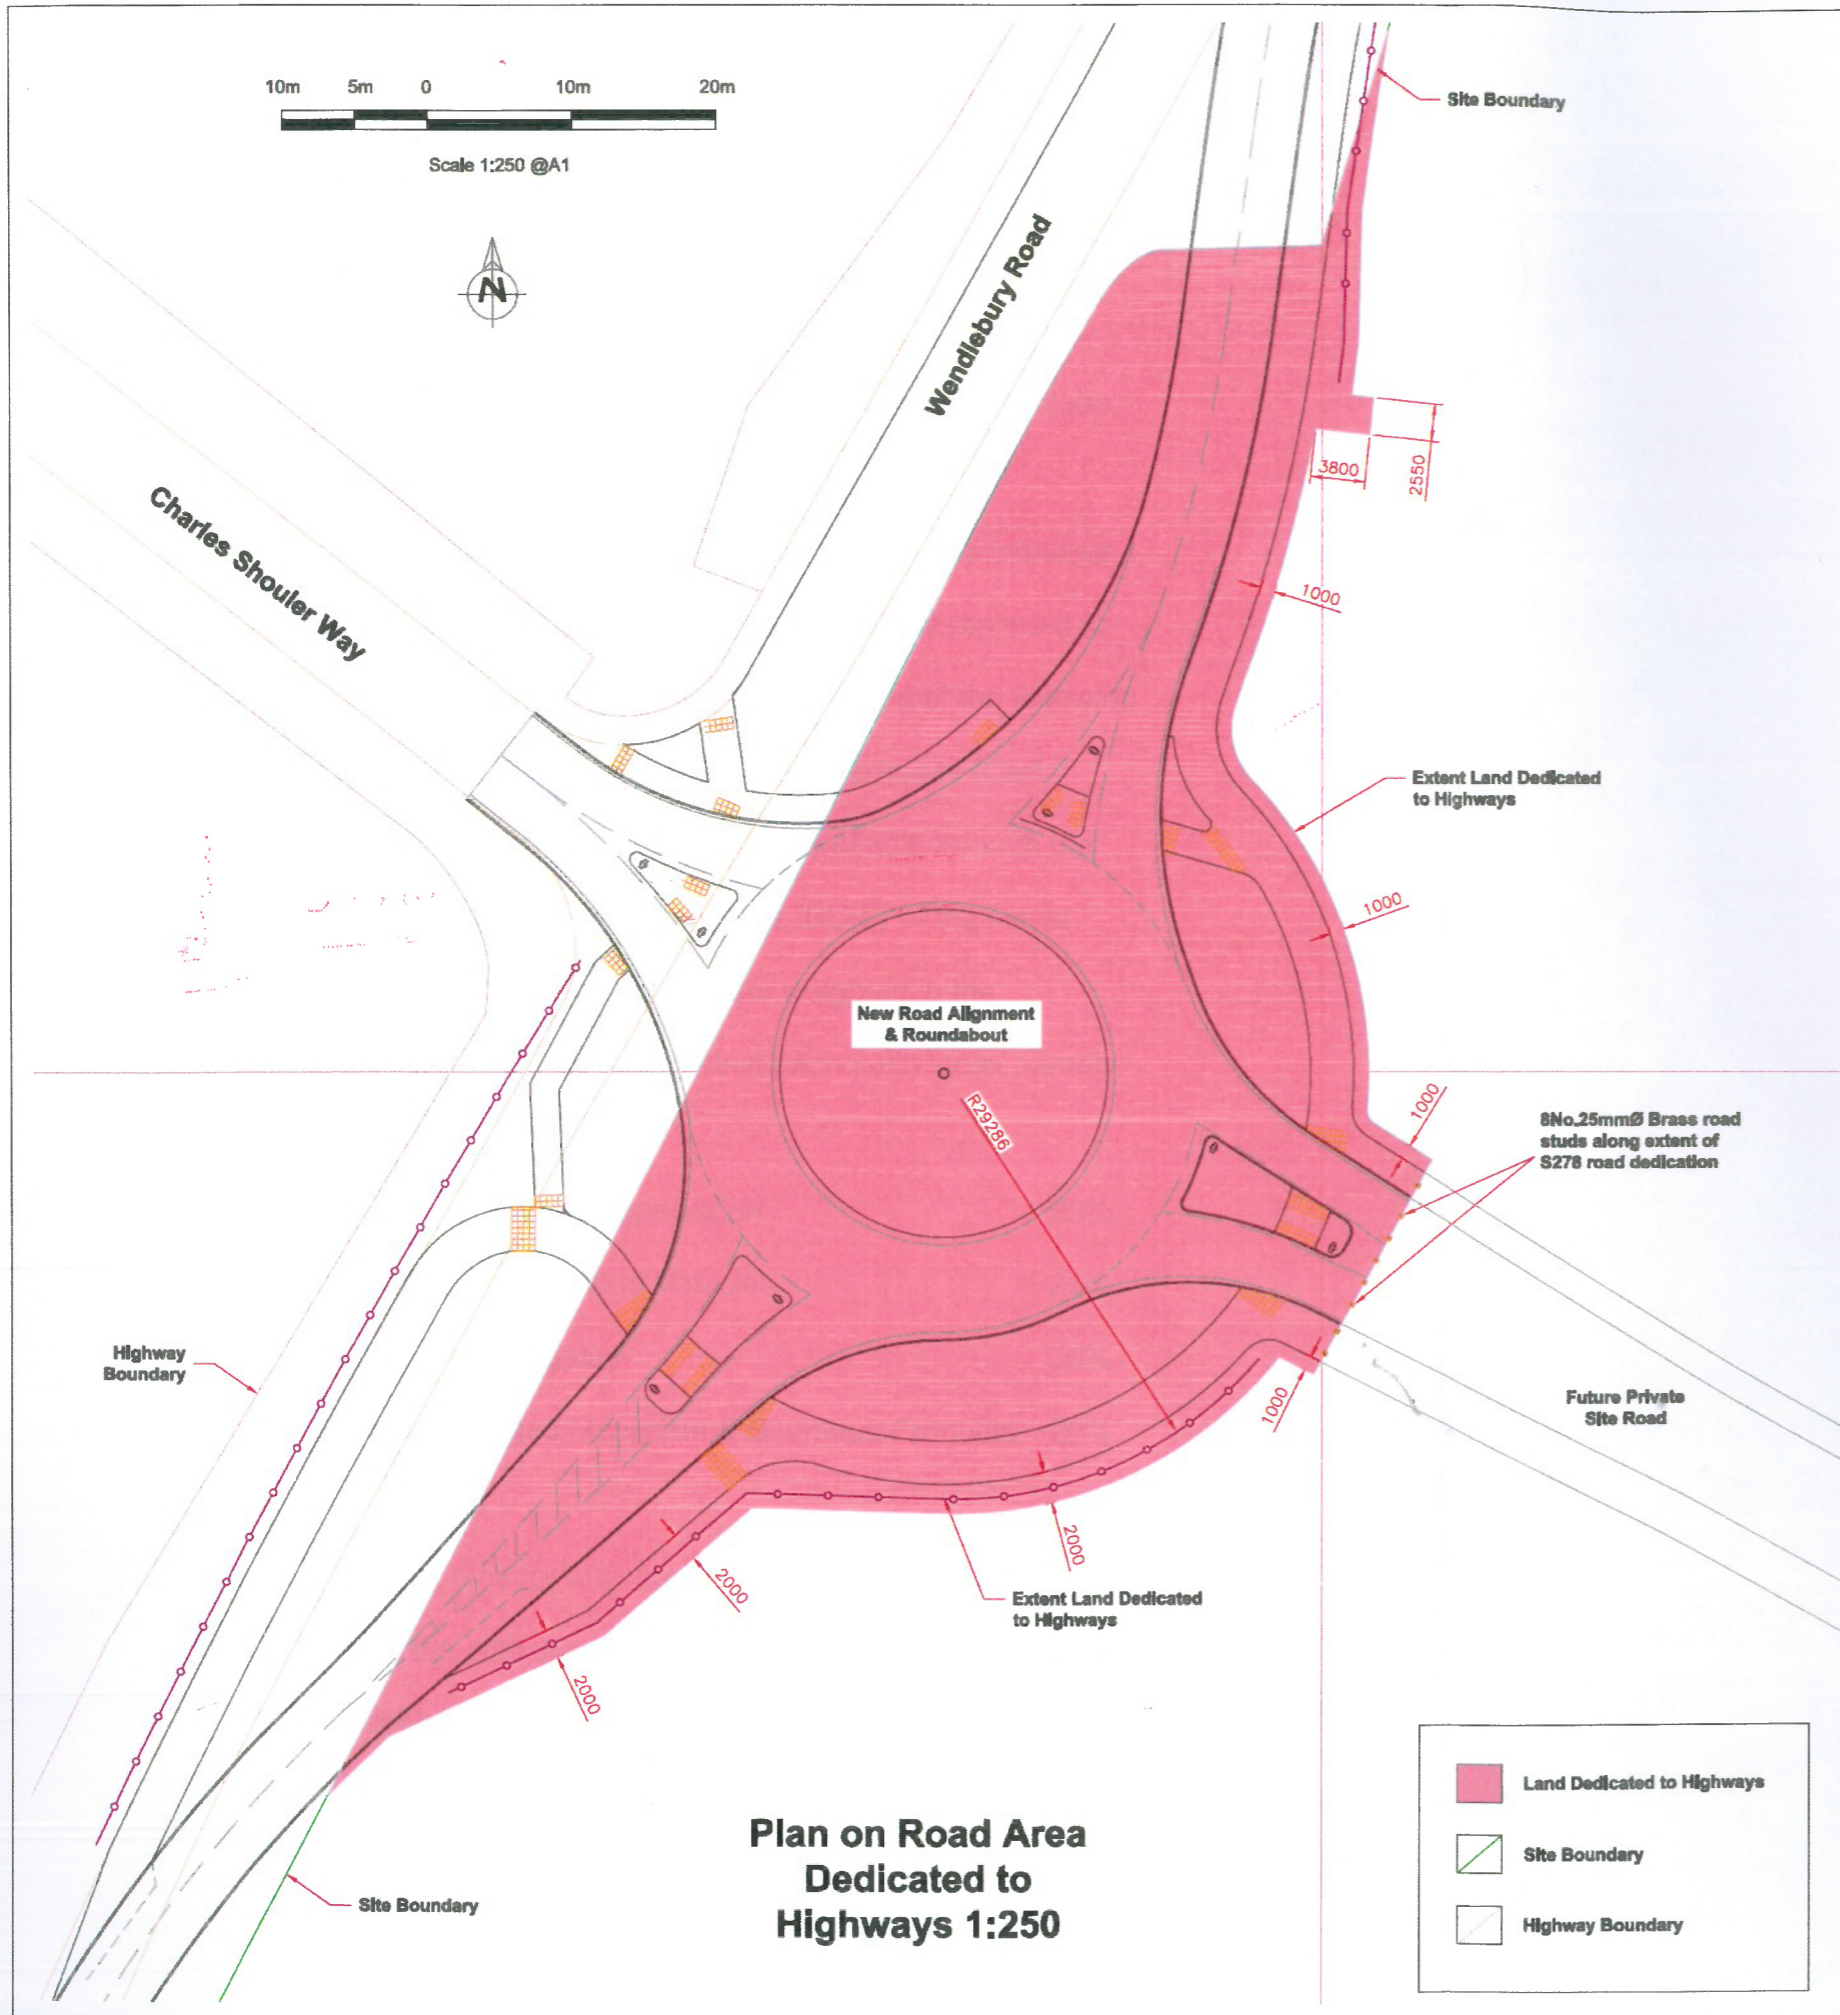 10m 5m 0 10m 20m
Scale 1:250 @A1
N
Site Boundary
Wendlebury Road
Charles Shouler Way
3800
2550
1000
Extent Land Dedicated
to Highways
1000
New Road Alignment
& Roundabout
R29286
1000
8No.25mmØ Brass road
studs along extent of
S278 road dedication
Highway
Boundary
1000
Future Private
Site Road
2000
2000
Extent Land Dedicated
to Highways
2000
Site Boundary
Plan on Road Area
Dedicated to
Highways 1:250
Land Dedicated to Highways
Site Boundary
Highway Boundary